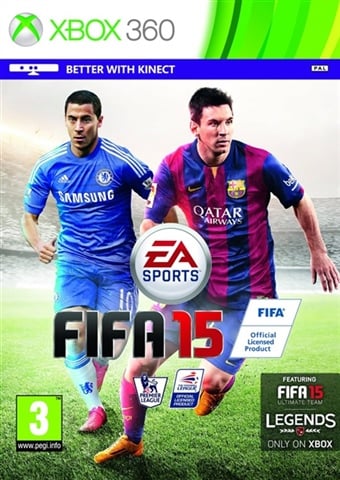 XBOX 360
BETTER WITH KINECT
PAL
SAMSUNG
QATAR
AIRWAYS
EA
SPORTS
FIFA 15
FIFA
Official
Licensed
Product
PREMIER
LEAGUE
OFFICIAL
LICENSED
PRODUCT
3
www.pegi.info
FEATURING
FIFA 15
ULTIMATE TEAM
LEGENDS
ONLY ON XBOX